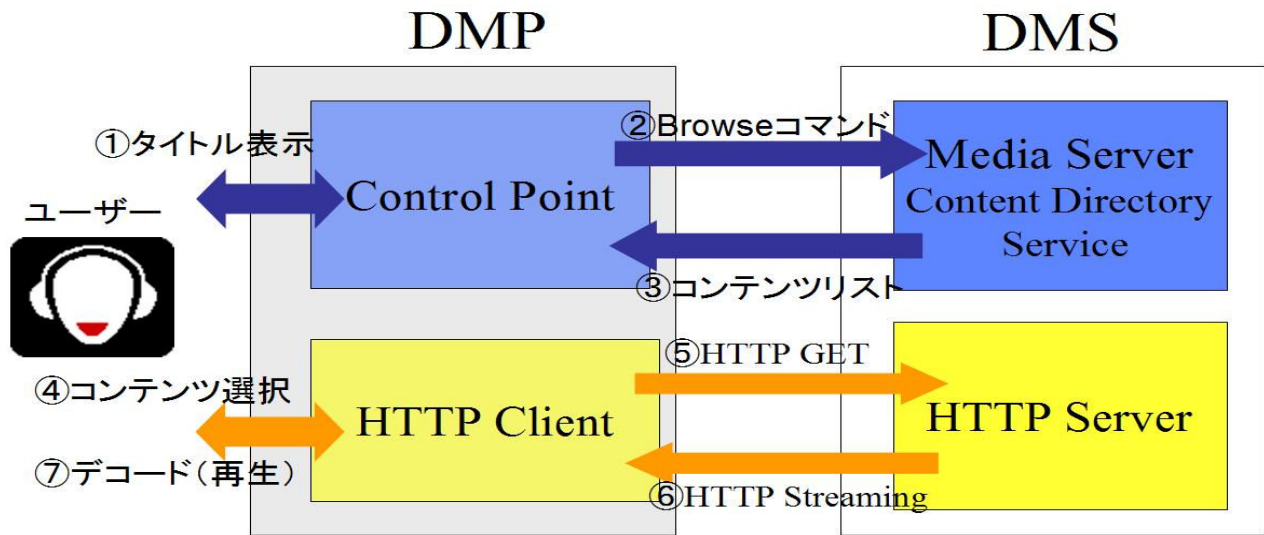 DMP
DMS
①タイトル表示
②Browseコマンド
Control Point
Media Server
Content Directory
Service
ユーザー
③コンテンツリスト
④コンテンツ選択
⑤HTTP GET
HTTP Client
HTTP Server
⑦デコード(再生)
⑥HTTP Streaming